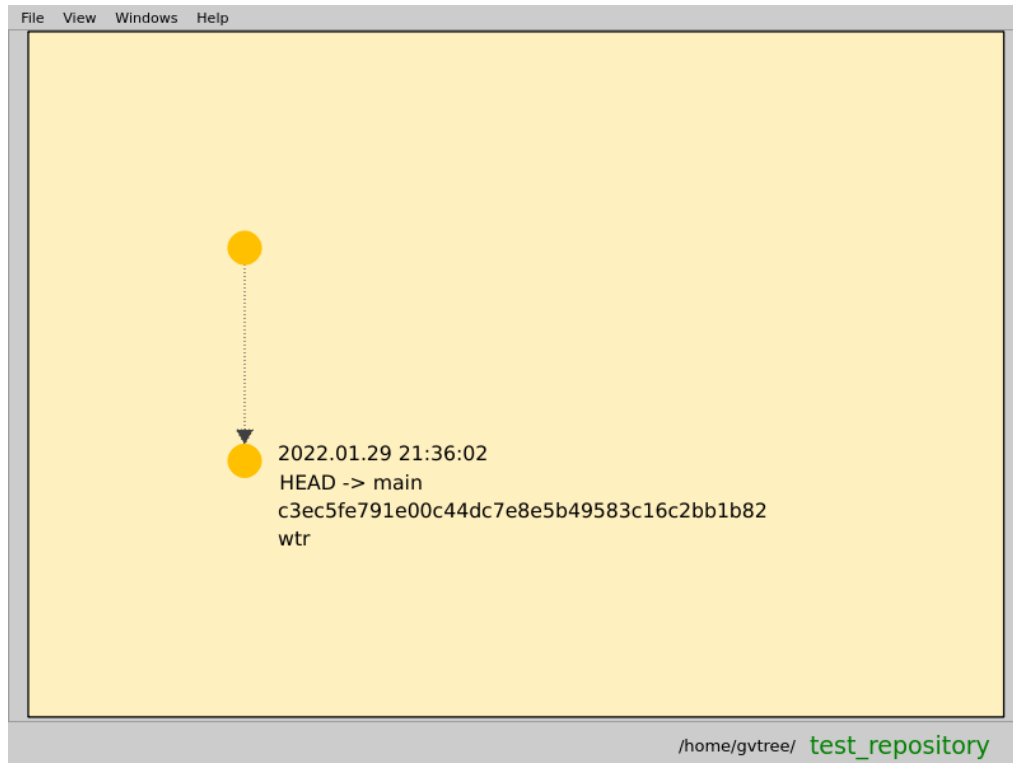 File View Windows Help
2022.01.29 21:36:02
HEAD -> main
c3ec5fe791e00c44dc7e8e5b49583c16c2bb1b82
wtr
/home/gvtree/ test_repository